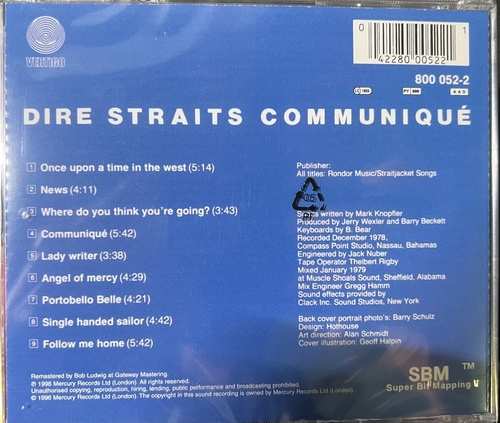 VERTIGO
0 1
42280 00522
800 052-2
AAD
DIRE STRAITS COMMUNIQUÉ
1 Once upon a time in the west (5:14)
2 News (4:11)
3 Where do you think you're going? (3:43)
4 Communiqué (5:42)
5 Lady writer (3:38)
6 Angel of mercy (4:29)
7 Portobello Belle (4:21)
8 Single handed sailor (4:42)
9 Follow me home (5:42)
Publisher:
All titles: Rondor Music/Straitjacket Songs
05
Songs written by Mark Knopfler
Produced by Jerry Wexler and Barry Beckett
Keyboards by B. Bear
Recorded December 1978,
Compass Point Studio, Nassau, Bahamas
Engineered by Jack Nuber
Tape Operator Thelbert Rigby
Mixed January 1979
at Muscle Shoals Sound, Sheffield, Alabama
Mix Engineer Gregg Hamm
Sound effects provided by
Clack Inc. Sound Studios, New York
Back cover portrait photo's: Barry Schulz
Design: Hothouse
Art direction: Alan Schmidt
Cover illustration: Geoff Halpin
Remastered by Bob Ludwig at Gateway Mastering.
℗ 1996 Mercury Records Ltd (London). All rights reserved.
Unauthorised copying, reproduction, hiring, lending, public performance and broadcasting prohibited.
© 1996 Mercury Records Ltd (London). The copyright in this sound recording is owned by Mercury Records Ltd. (London).
SBM TM
Super Bit Mapping